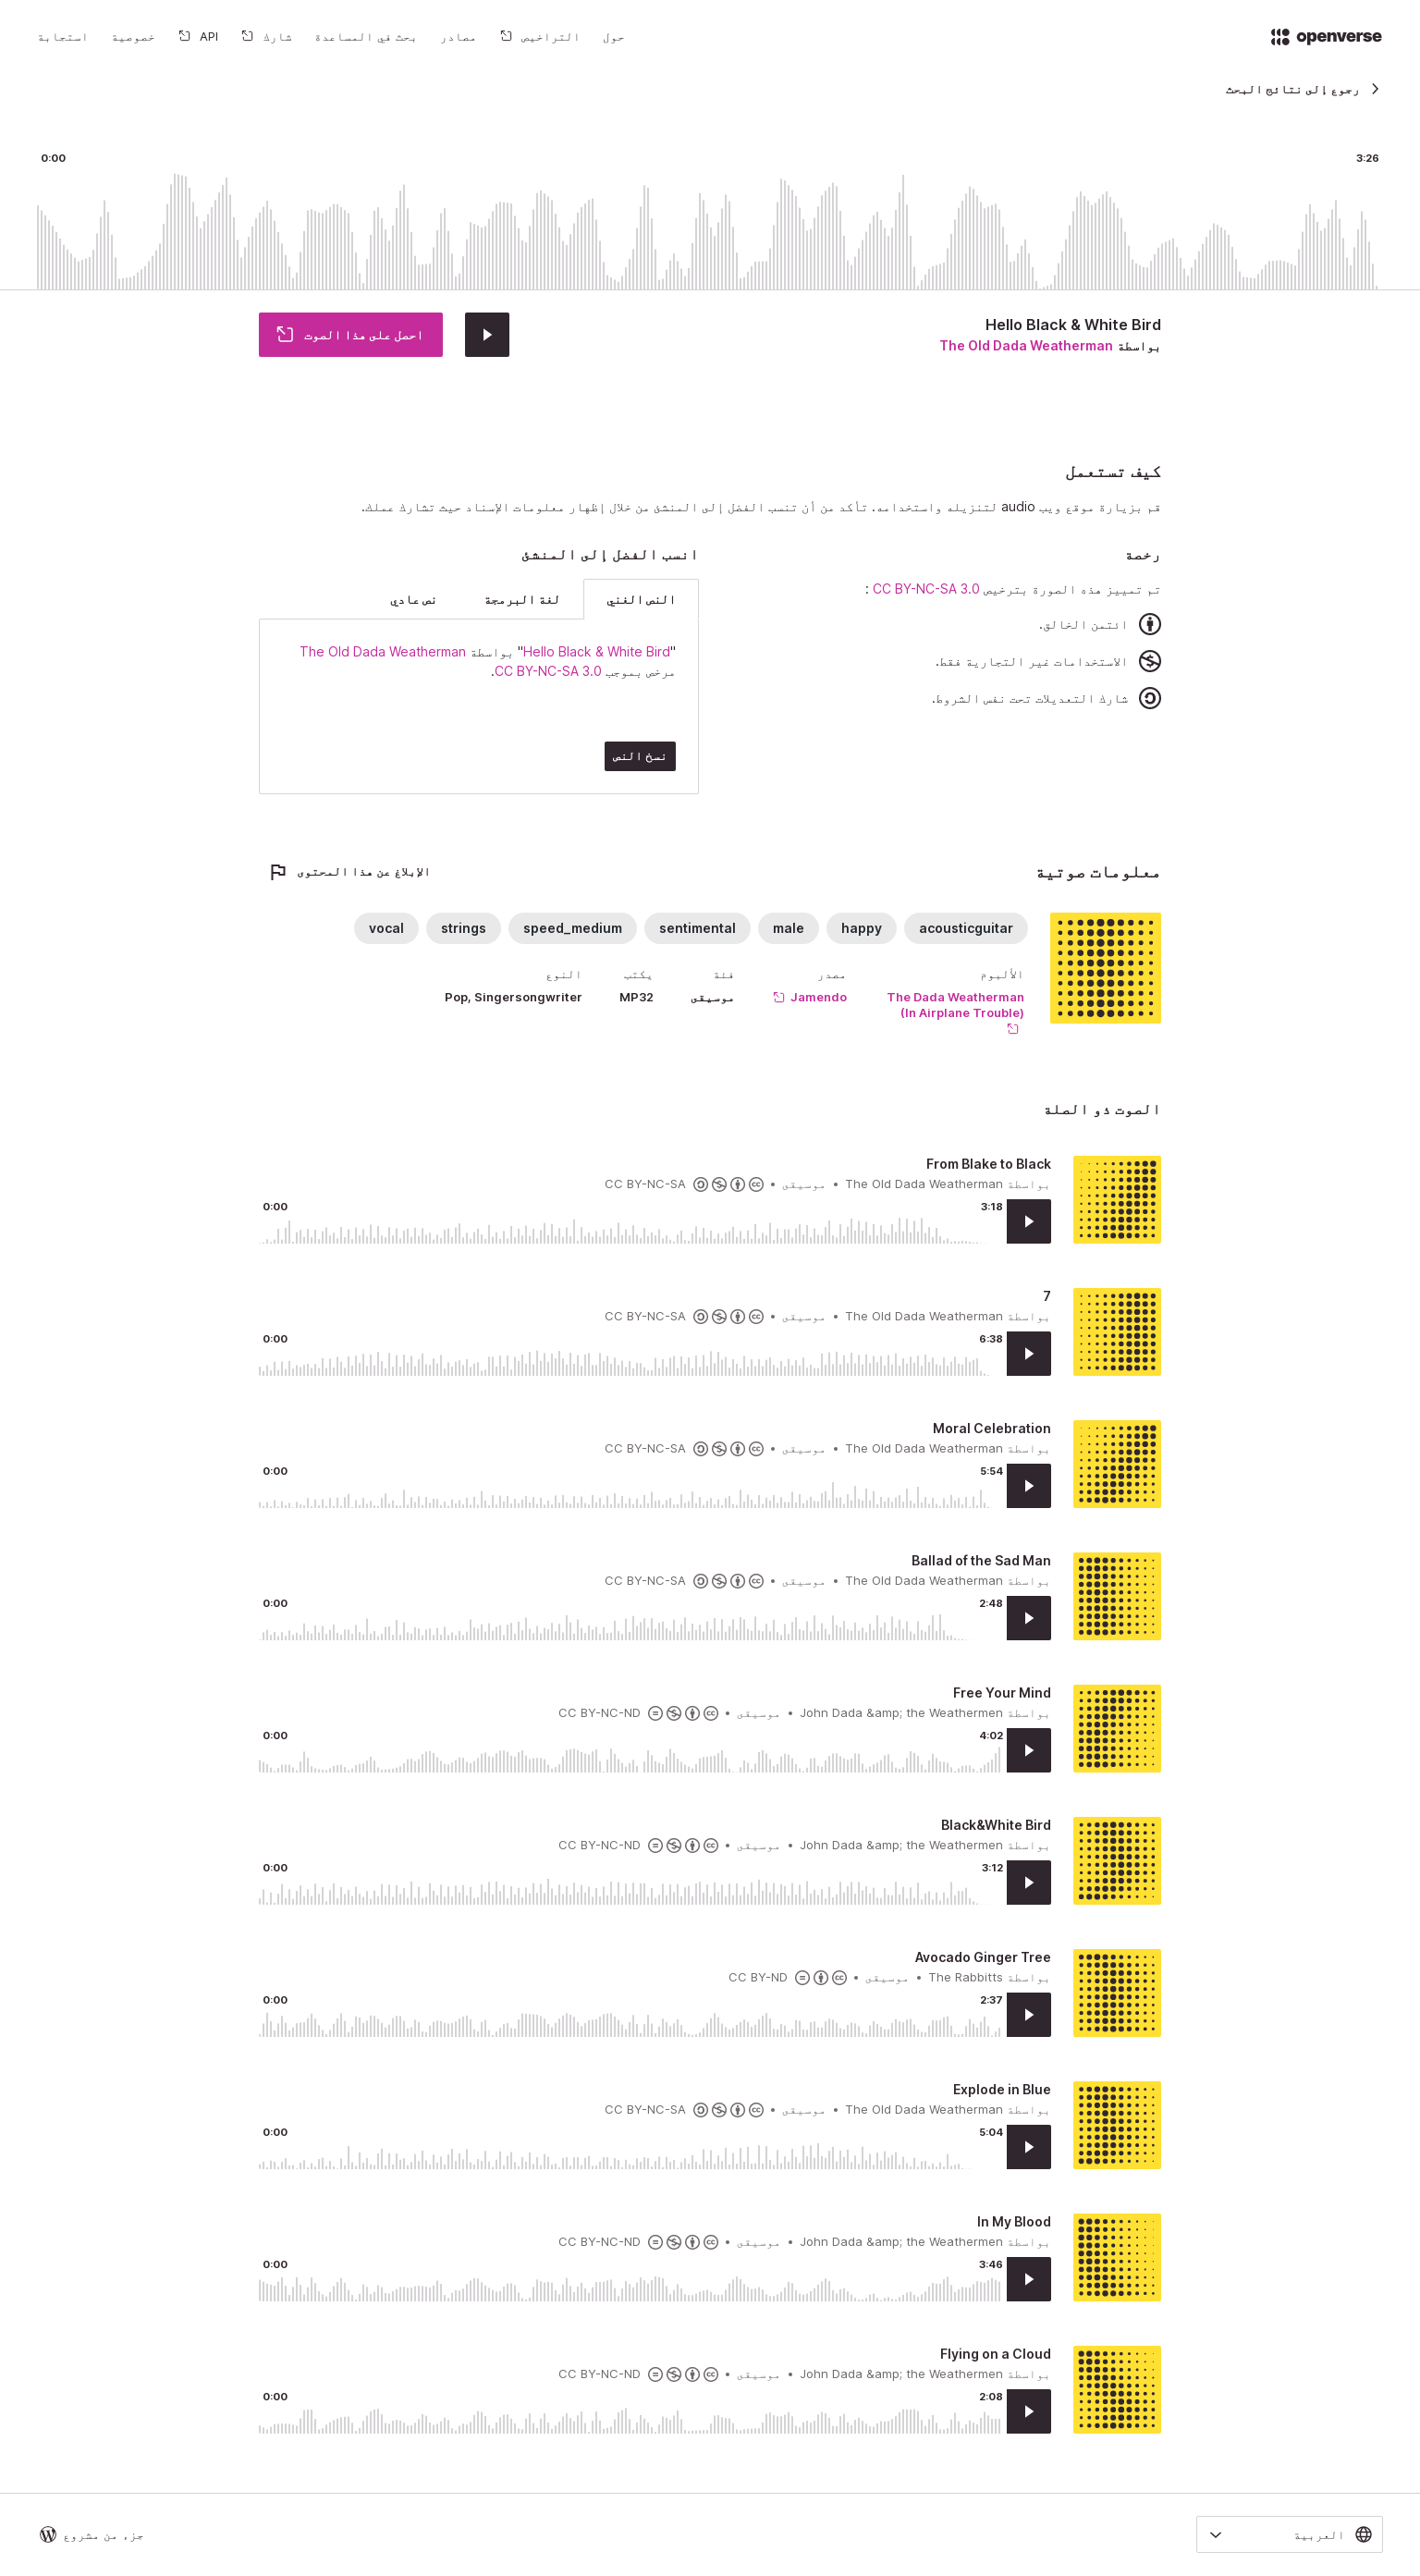 openverse
حول
التراخيص
مصادر
بحث في المساعدة
شارك
API
خصوصية
استجابة
رجوع إلى نتائج البحث
3:26
0:00
Hello Black & White Bird
بواسطة The Old Dada Weatherman
احصل على هذا الصوت
كيف تستعمل
قم بزيارة موقع ويب audio لتنزيله واستخدامه. تأكد من أن تنسب الفضل إلى المنشئ من خلال إظهار معلومات الإسناد حيث تشارك عملك.
رخصة
تم تمييز هذه الصورة بترخيص CC BY-NC-SA 3.0 :
ائتمن الخالق.
الاستخدامات غير التجارية فقط.
شارك التعديلات تحت نفس الشروط.
انسب الفضل إلى المنشئ
النص الغني
لغة البرمجة
نص عادي
"Hello Black & White Bird" بواسطة The Old Dada Weatherman
مرخص بموجب CC BY-NC-SA 3.0.
نسخ النص
معلومات صوتية
الإبلاغ عن هذا المحتوى
acousticguitar
happy
male
sentimental
speed_medium
strings
vocal
الألبوم
The Dada Weatherman
(In Airplane Trouble)
مصدر
Jamendo
فئة
موسيقى
يكتب
MP32
النوع
Pop, Singersongwriter
الصوت ذو الصلة
From Blake to Black
بواسطة The Old Dada Weatherman • موسيقى • CC BY-NC-SA
3:18
0:00
7
بواسطة The Old Dada Weatherman • موسيقى • CC BY-NC-SA
6:38
0:00
Moral Celebration
بواسطة The Old Dada Weatherman • موسيقى • CC BY-NC-SA
5:54
0:00
Ballad of the Sad Man
بواسطة The Old Dada Weatherman • موسيقى • CC BY-NC-SA
2:48
0:00
Free Your Mind
بواسطة John Dada &amp; the Weathermen • موسيقى • CC BY-NC-ND
4:02
0:00
Black&White Bird
بواسطة John Dada &amp; the Weathermen • موسيقى • CC BY-NC-ND
3:12
0:00
Avocado Ginger Tree
بواسطة The Rabbitts • موسيقى • CC BY-ND
2:37
0:00
Explode in Blue
بواسطة The Old Dada Weatherman • موسيقى • CC BY-NC-SA
5:04
0:00
In My Blood
بواسطة John Dada &amp; the Weathermen • موسيقى • CC BY-NC-ND
3:46
0:00
Flying on a Cloud
بواسطة John Dada &amp; the Weathermen • موسيقى • CC BY-NC-ND
2:08
0:00
العربية
جزء من مشروع